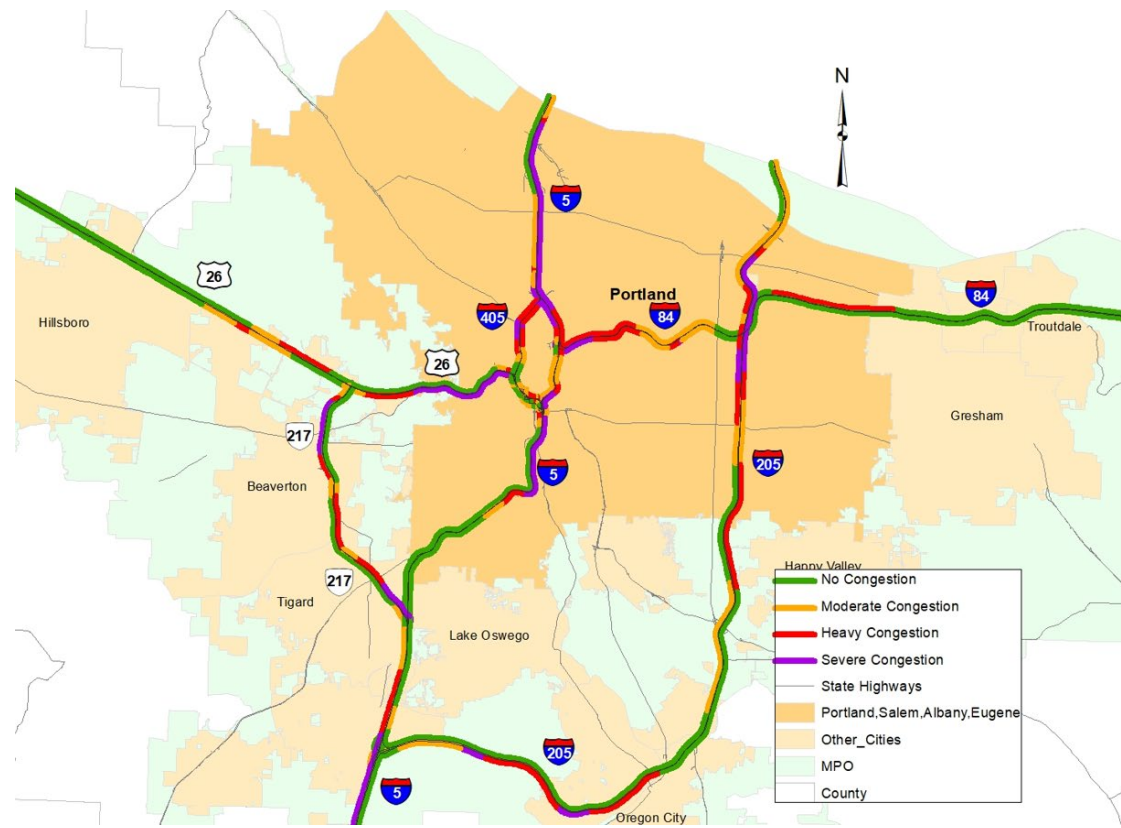 N
5
26
Portland
84
84
Hillsboro
405
Troutdale
26
Gresham
217
205
5
Beaverton
Happy Valley
217
Tigard
Lake Oswego
205
5
Oregon City
No Congestion
Moderate Congestion
Heavy Congestion
Severe Congestion
State Highways
Portland,Salem,Albany,Eugene
Other_Cities
MPO
County